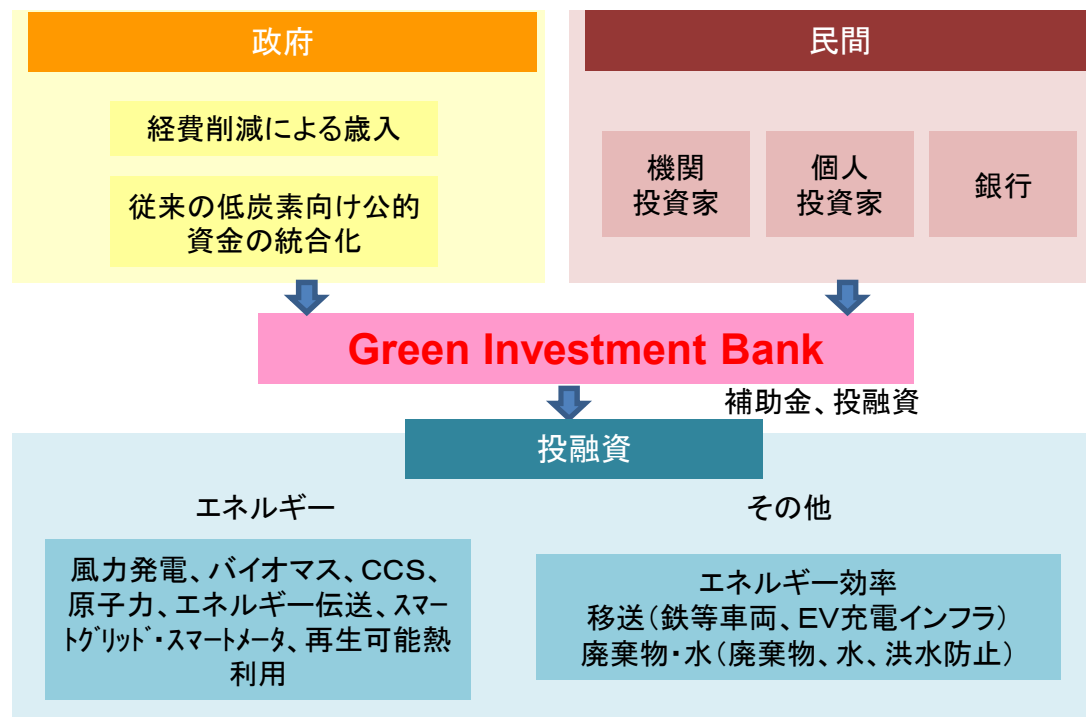 政府
経費削減による歳入
従来の低炭素向け公的
資金の統合化
民間
機関
投資家
個人
投資家
銀行
Green Investment Bank
補助金、投融資
投融資
エネルギー
風力発電、バイオマス、CCS、
原子力、エネルギー伝送、ｽﾏｰ
ﾄｸﾞﾘｯﾄﾞ・スマートメータ、再生可能熱
利用
その他
エネルギー効率
移送（鉄等車両、EV充電インフラ）
廃棄物・水（廃棄物、水、洪水防止）